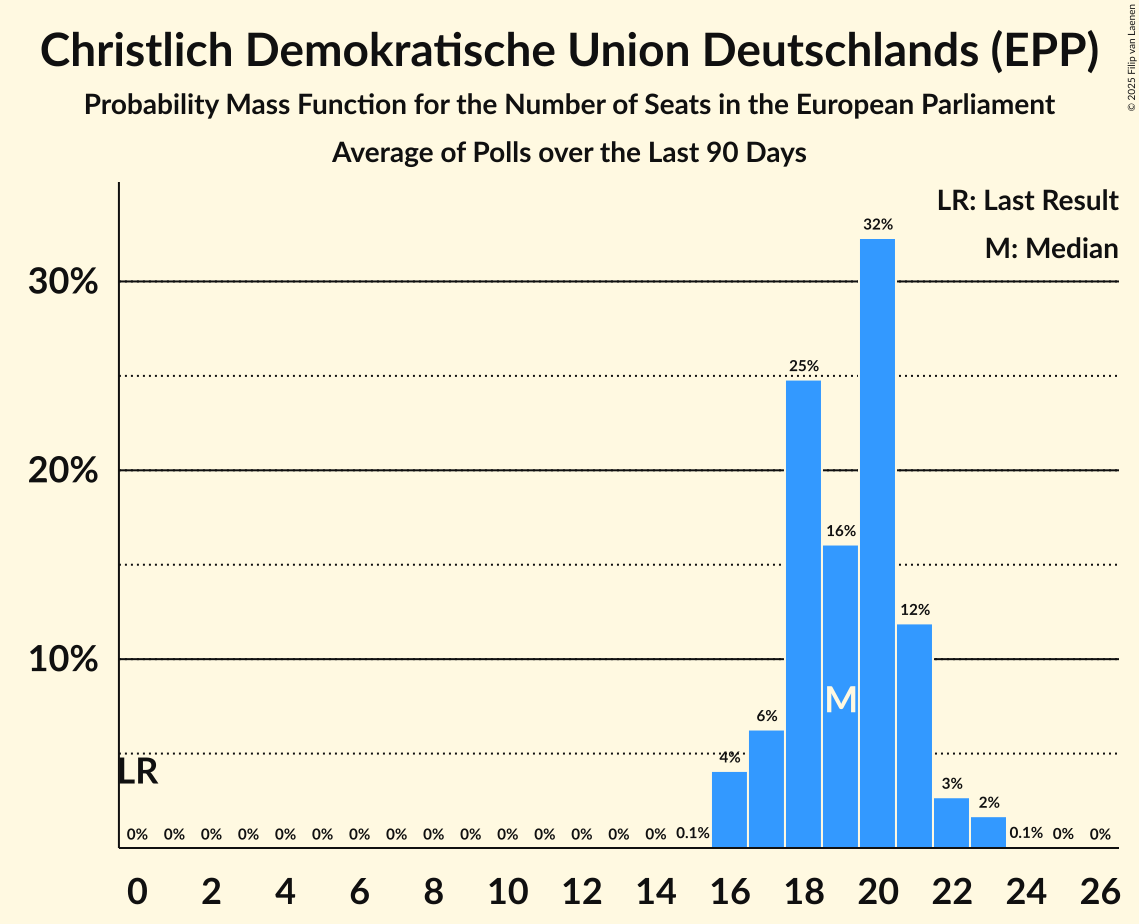 Christlich Demokratische Union Deutschlands (EPP)
Probability Mass Function for the Number of Seats in the European Parliament
Average of Polls over the Last 90 Days
© 2025 Filip van Laenen
LR: Last Result
M: Median
30%
20%
10%
32%
25%
16%
12%
M
6%
4%
3%
2%
LR
0% 0% 0% 0% 0% 0% 0% 0% 0% 0% 0% 0% 0% 0% 0% 0.1% 0.1% 0% 0%
0 2 4 6 8 10 12 14 16 18 20 22 24 26